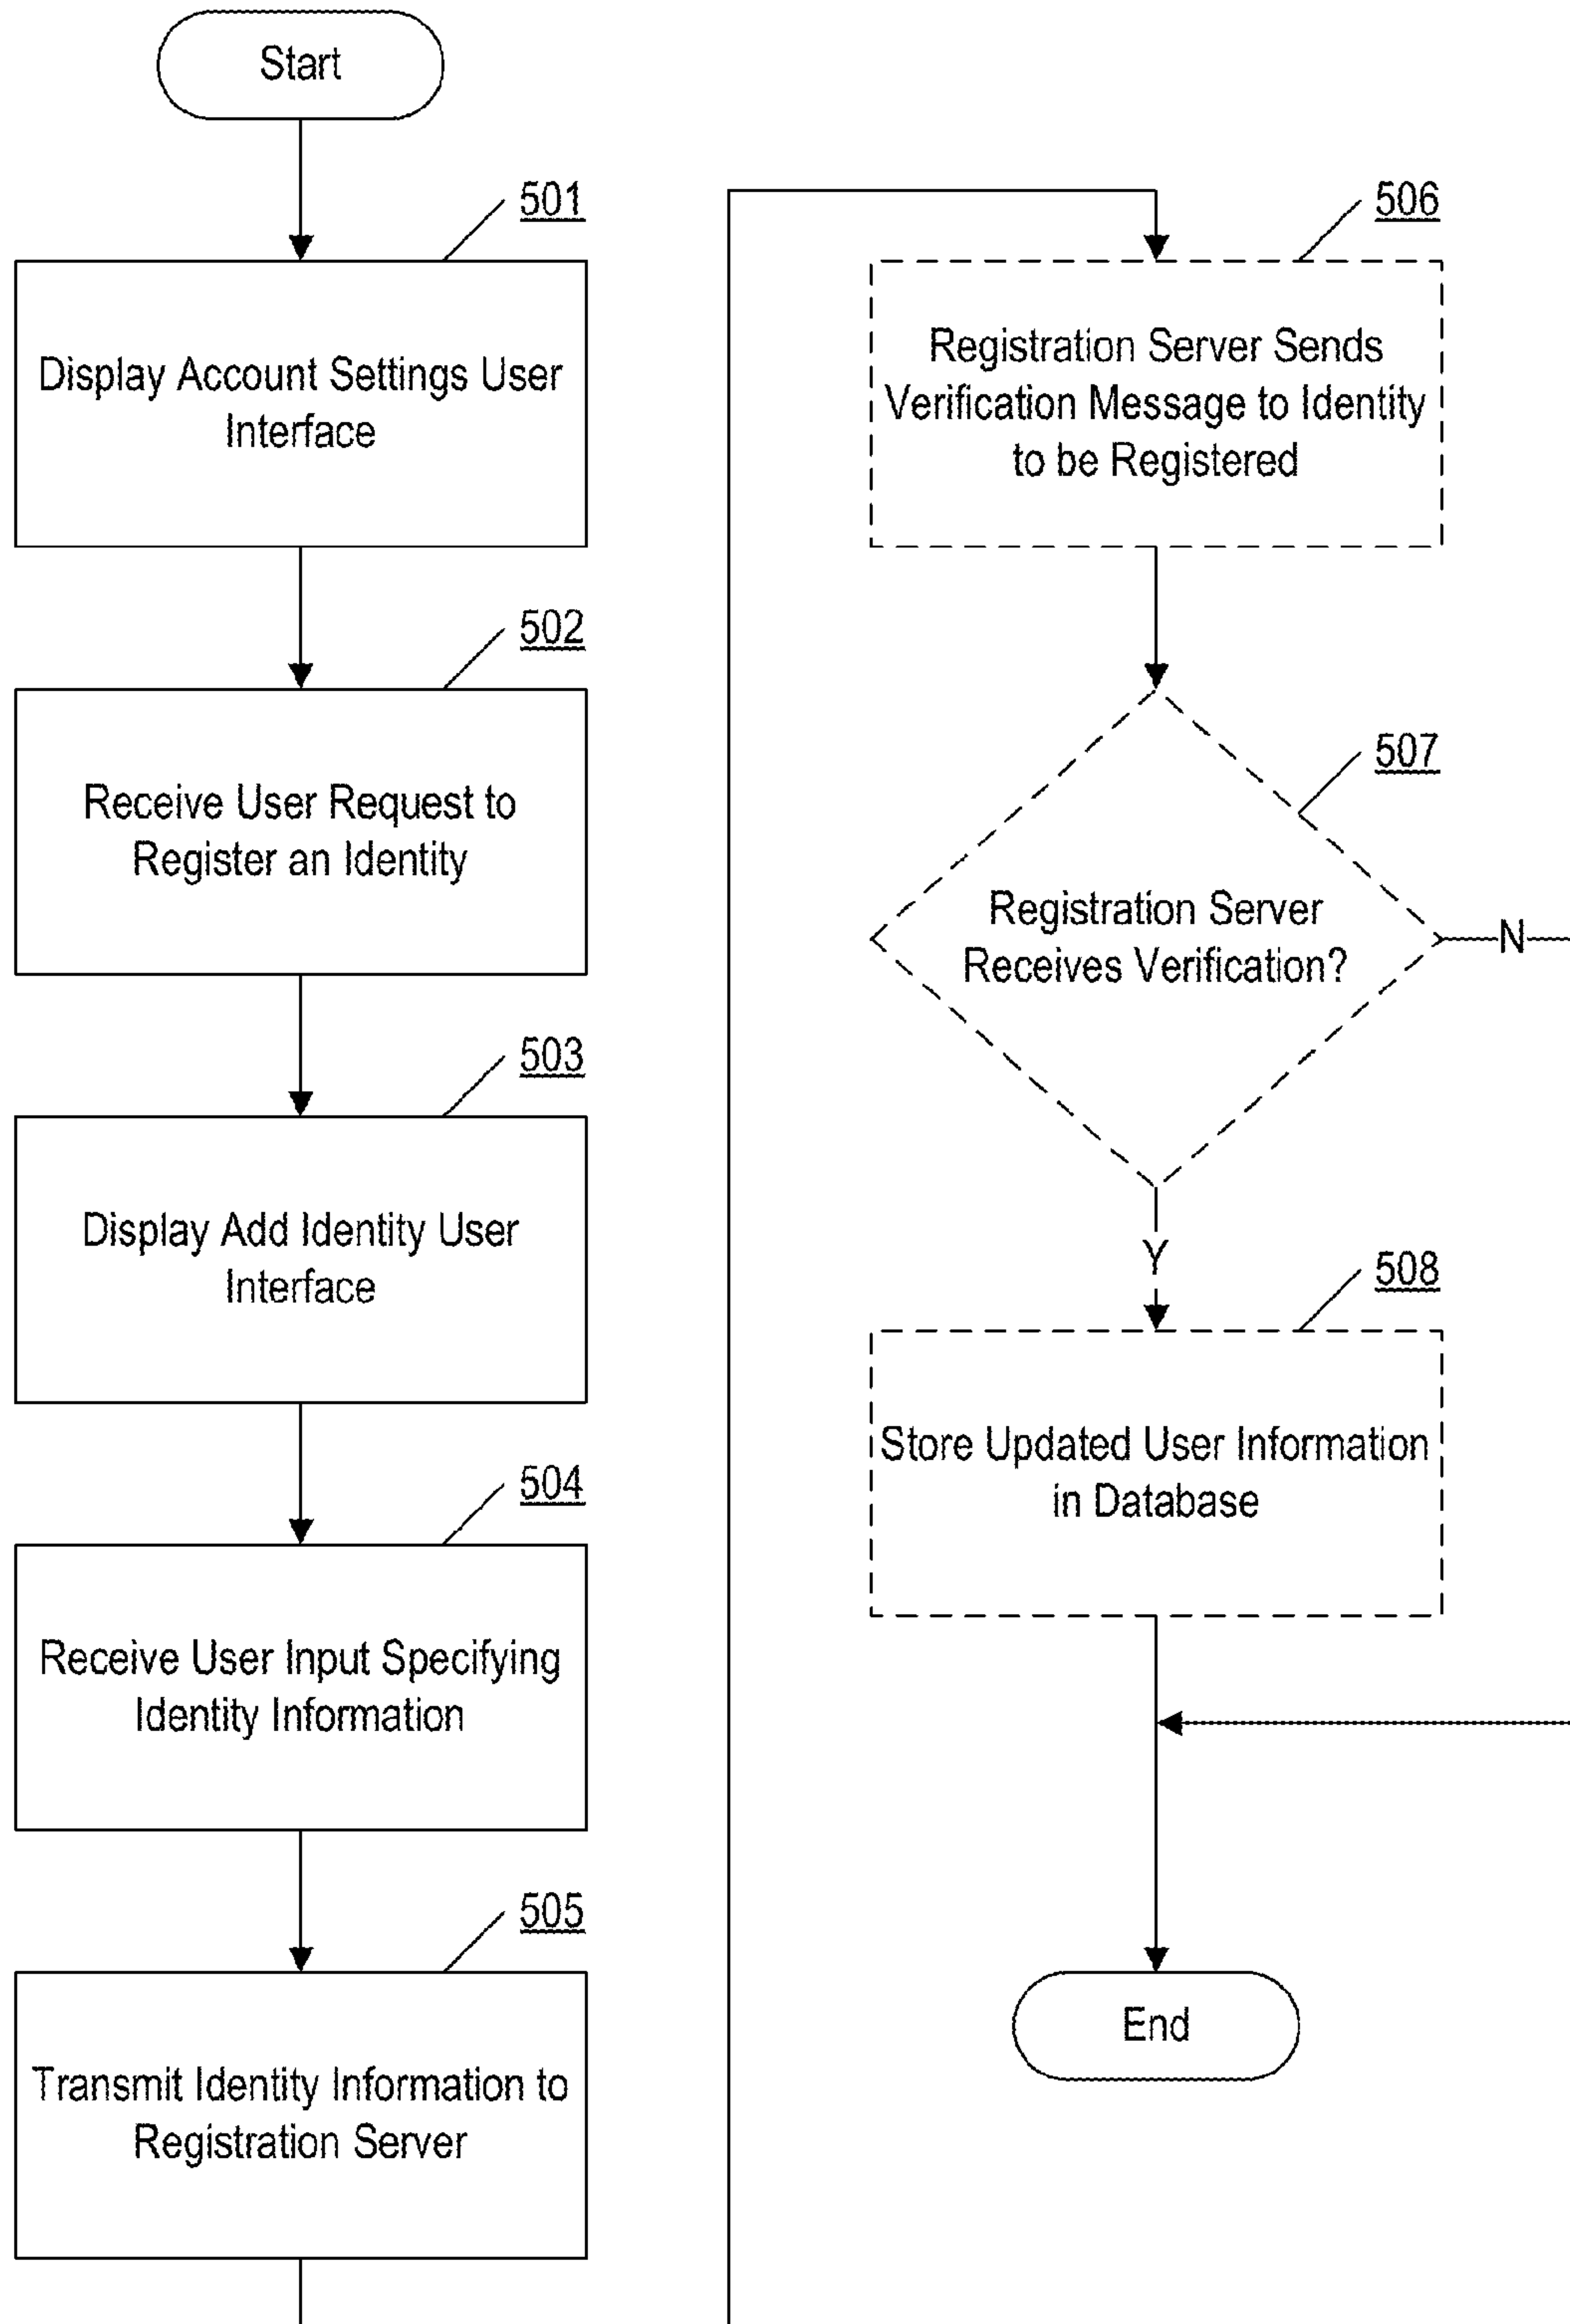 Start
501
Display Account Settings User
Interface
502
Receive User Request to
Register an Identity
503
Display Add Identity User
Interface
504
Receive User Input Specifying
Identity Information
505
Transmit Identity Information to
Registration Server
506
Registration Server Sends
Verification Message to Identity
to be Registered
507
Registration Server
Receives Verification?
N
Y
508
Store Updated User Information
in Database
End